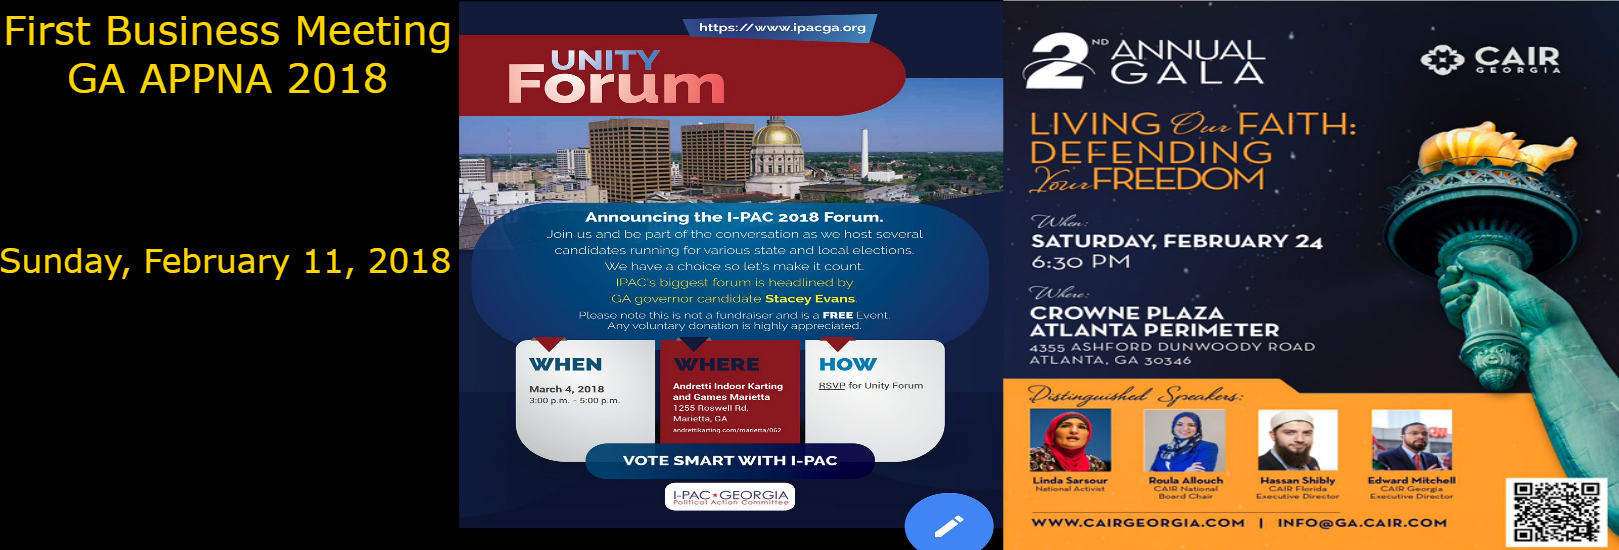 First Business Meeting
GA APPNA 2018
Sunday, February 11, 2018
https://www.ipacga.org
UNITY
Forum
Announcing the I-PAC 2018 Forum.
Join us and be part of the conversation as we host several
candidates running for various state and local elections.
We have a choice so let's make it count.
IPAC's biggest forum is headlined by
GA governor candidate Stacey Evans.
Please note this is not a fundraiser and is a FREE Event.
Any voluntary donation is highly appreciated.
WHEN
March 4, 2018
3:00 p.m. - 5:00 p.m.
WHERE
Andretti Indoor Karting
and Games Marietta
1255 Roswell Rd,
Marietta, GA
andrettikarting.com/marietta/062
HOW
RSVP for Unity Forum
VOTE SMART WITH I-PAC
I-PAC★GEORGIA
Political Action Committee
2ND ANNUAL
GALA
CAIR
GEORGIA
LIVING Our FAITH:
DEFENDING
Your FREEDOM
When:
SATURDAY, FEBRUARY 24
6:30 PM
Where:
CROWNE PLAZA
ATLANTA PERIMETER
4355 ASHFORD DUNWOODY ROAD
ATLANTA, GA 30346
Distinguished Speakers:
Linda Sarsour
National Activist
Roula Allouch
CAIR National
Board Chair
Hassan Shibly
CAIR Florida
Executive Director
Edward Mitchell
CAIR Georgia
Executive Director
WWW.CAIRGEORGIA.COM | INFO@GA.CAIR.COM